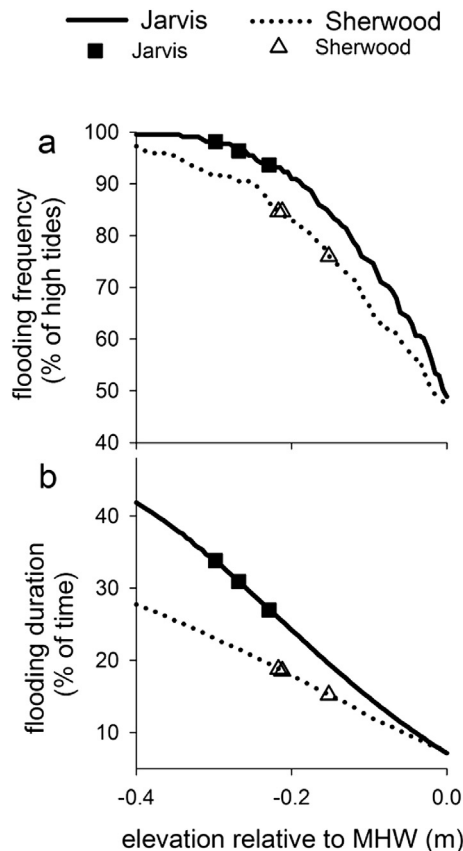 Jarvis Sherwood
Jarvis Sherwood
a
100
90
80
70
60
50
40
flooding frequency
(% of high tides)
b
40
30
20
10
flooding duration
(% of time)
-0.4 -0.2 0.0
elevation relative to MHW (m)